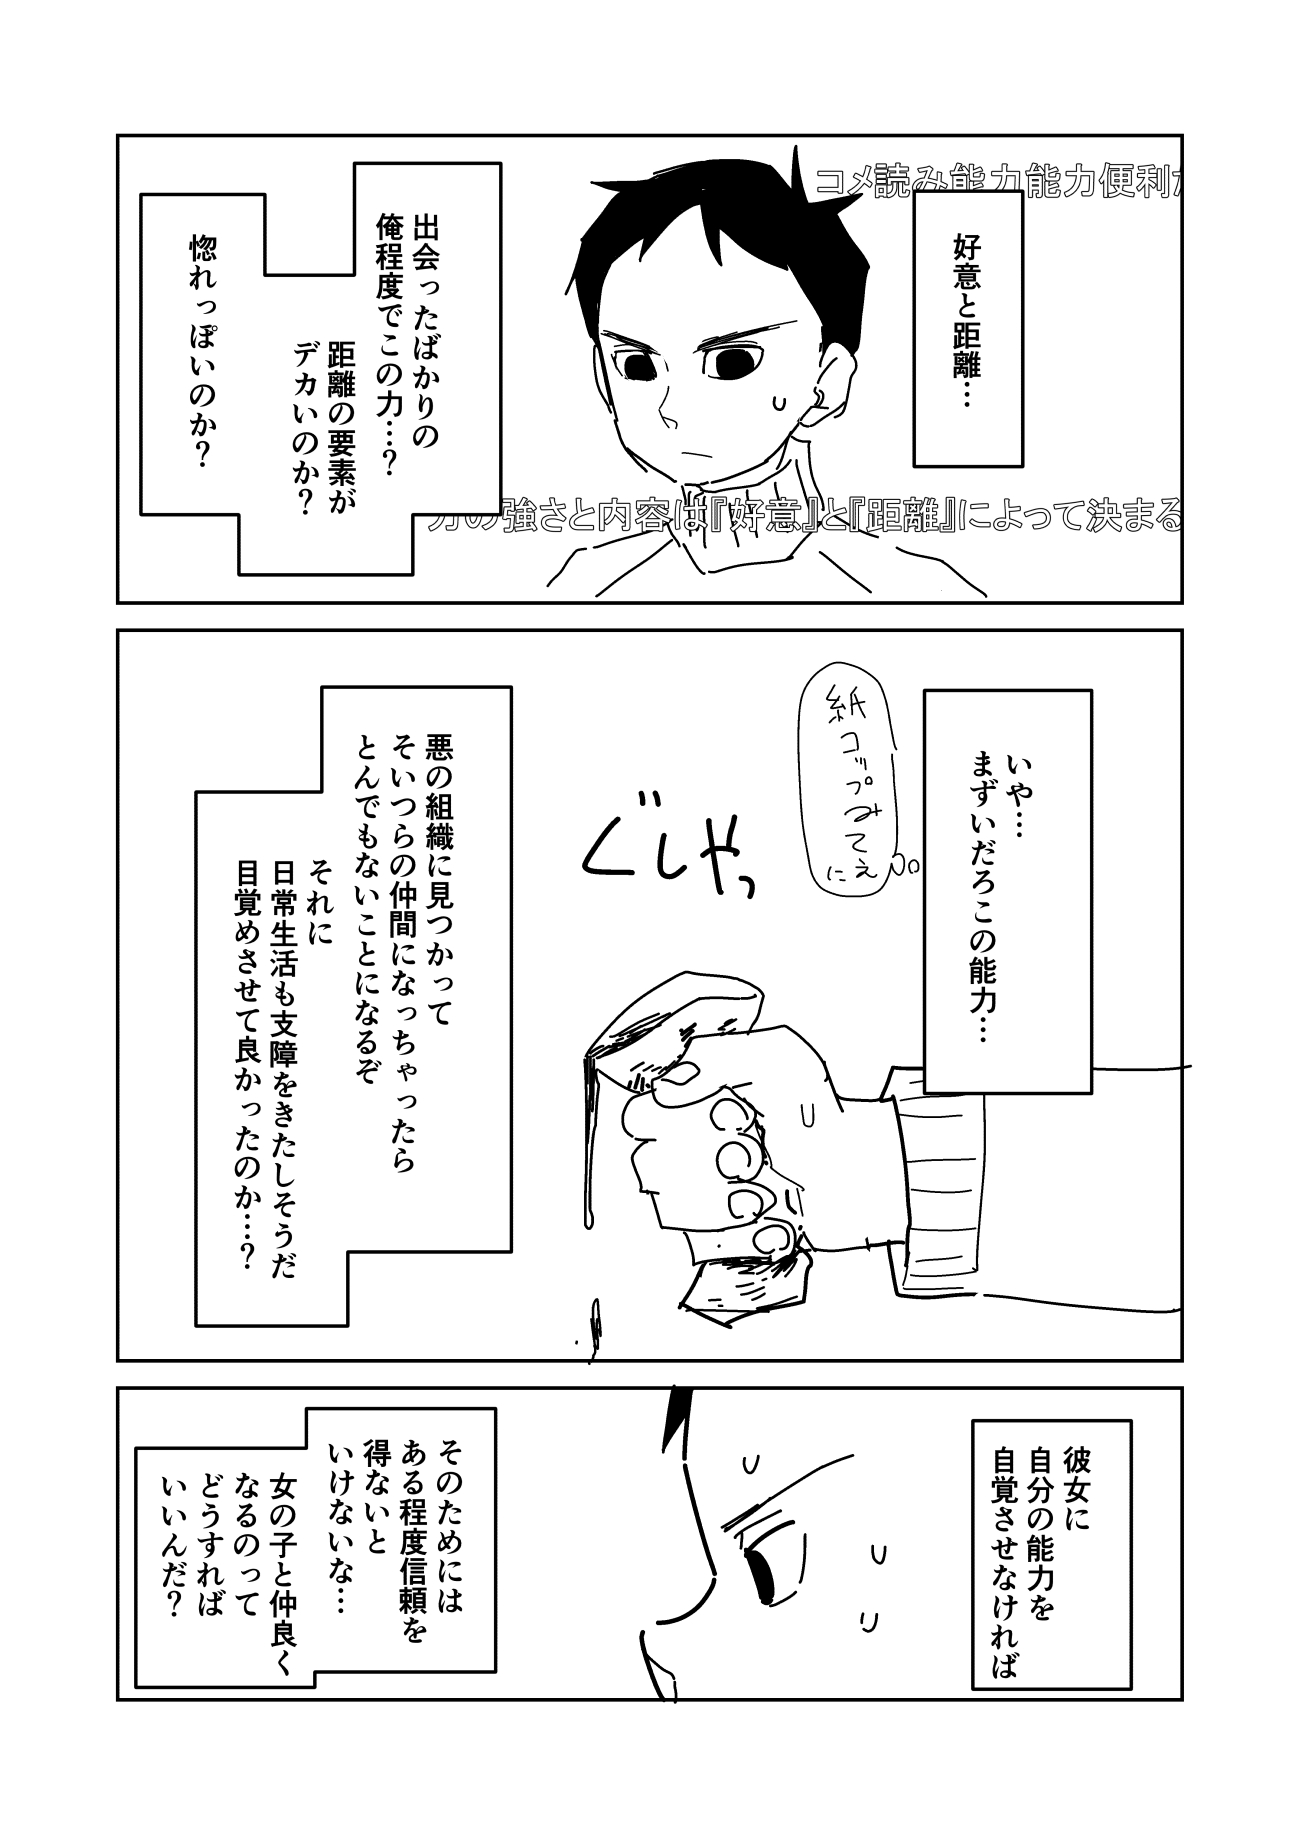 コメ読み能力能力便利
好意と距離…
出会ったばかりの
俺程度でこの力…？
距離の要素が
デカいのか？
惚れっぽいのか？
力の強さと内容は『好意』と『距離』によって決まる
いや…
まずいだろこの能力…
紙コップみてぇに
ぐしゃっ
悪の組織に見つかって
そいつらの仲間になっちゃったら
とんでもないことになるぞ
それに
日常生活も支障をきたしそうだ
目覚めさせて良かったのか…？
彼女に
自分の能力を
自覚させなければ
そのためには
ある程度信頼を
得ないと
いけないな…
女の子と仲良く
なるのって
どうすれば
いいんだ？